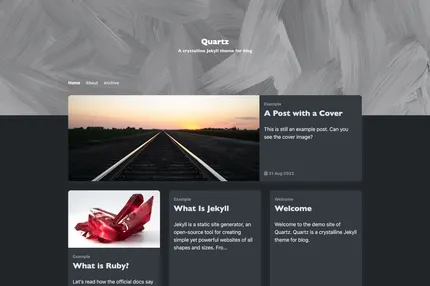 Quartz
A crystalline Jekyll theme for blog
Home About Archive
Example
A Post with a Cover
This is still an example post. Can you
see the cover image?
31 Aug 2022
Example
What Is Jekyll
Jekyll is a static site generator, an
open-source tool for creating
simple yet powerful websites of all
shapes and sizes. Fro...
Welcome
Welcome
Welcome to the demo site of
Quartz. Quartz is a crystalline Jekyll
theme for blog.
Example
What is Ruby?
Let's read how the official docs say